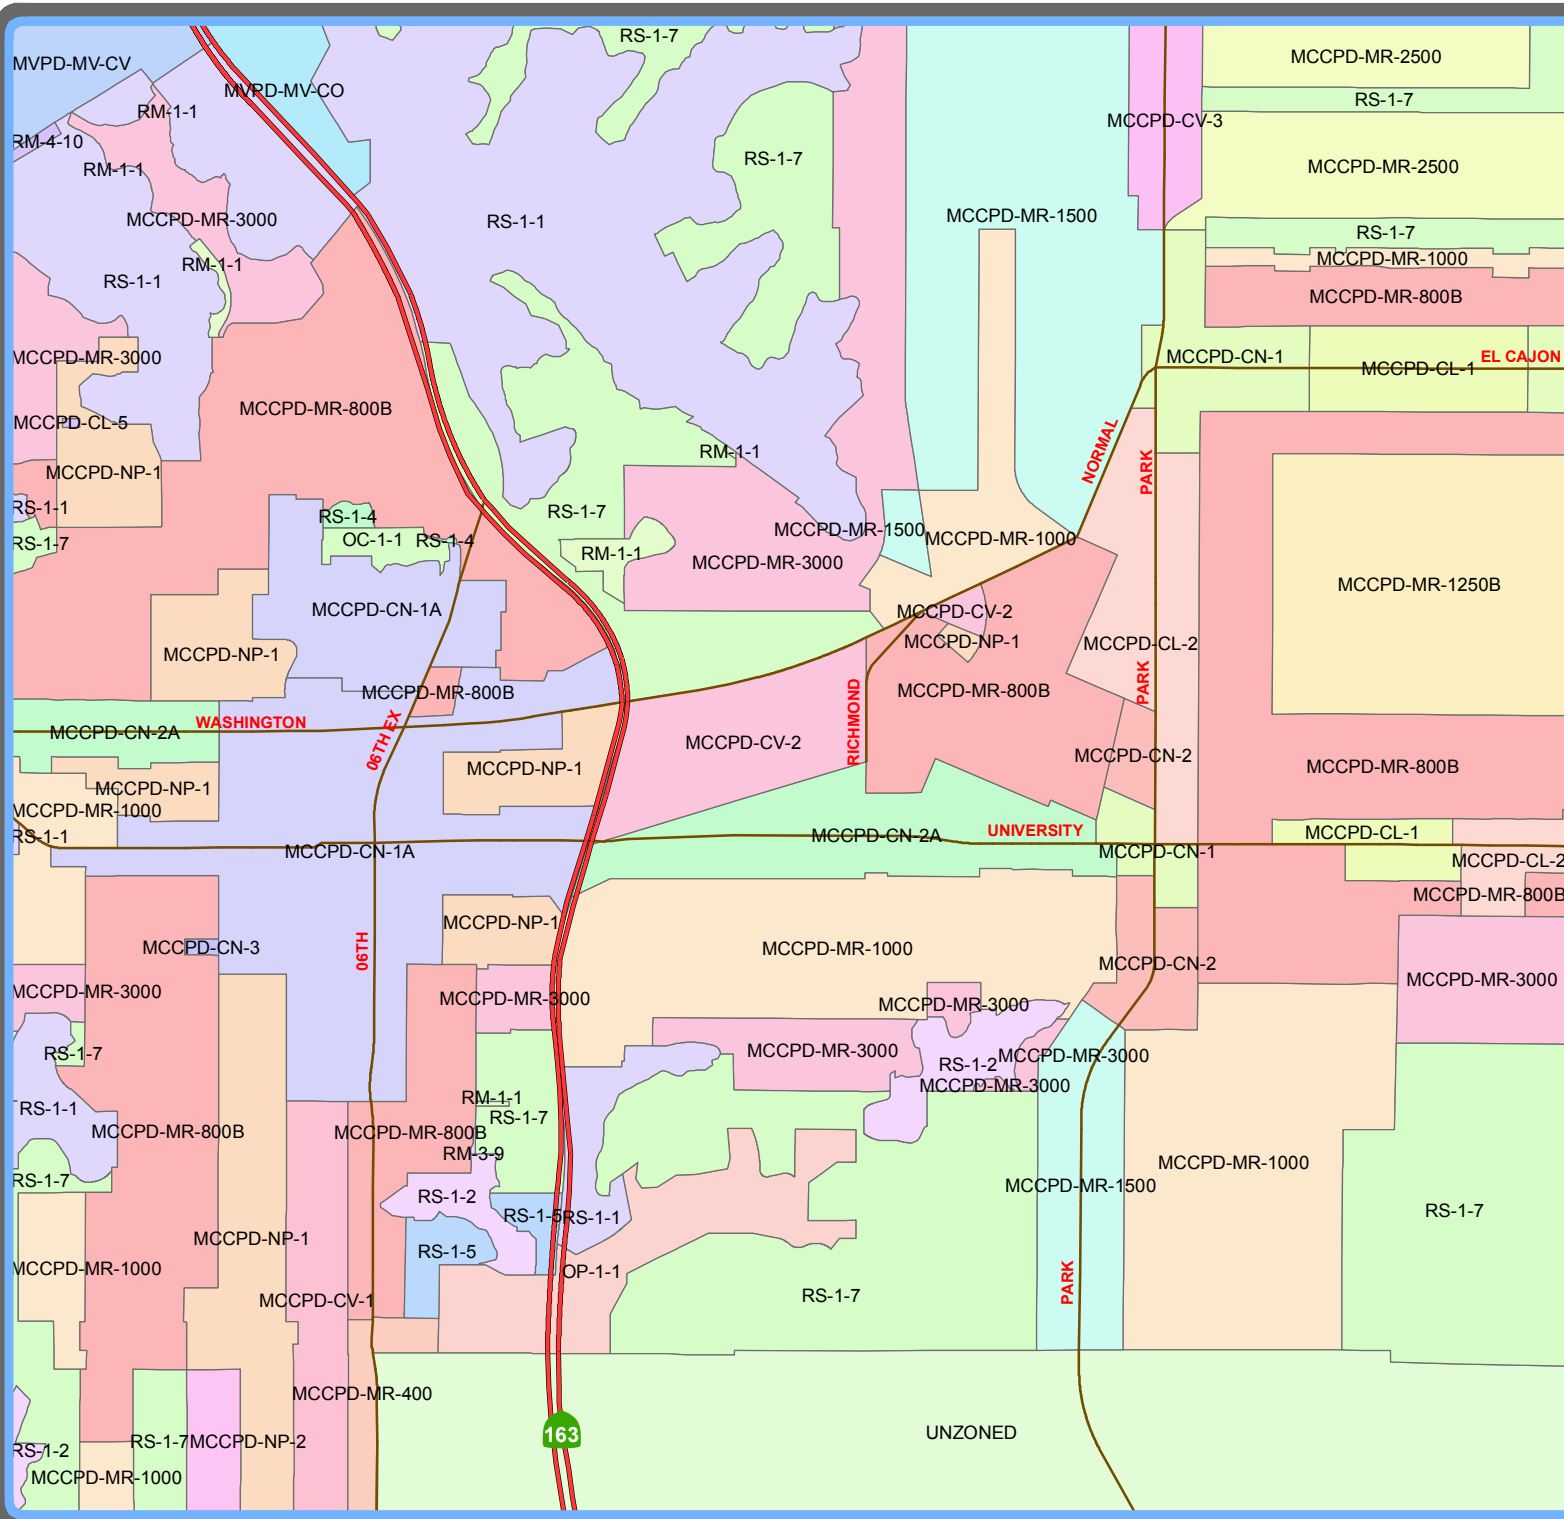 RS-1-7
MCCPD-MR-2500
MVPD-MV-CV
MVPD-MV-CO
RS-1-7
RM-1-1
MCCPD-CV-3
RM-4-10
RS-1-7
RM-1-1
MCCPD-MR-2500
MCCPD-MR-3000
RS-1-1
MCCPD-MR-1500
RS-1-7
RM-1-1
MCCPD-MR-1000
RS-1-1
MCCPD-MR-800B
MCCPD-MR-3000
MCCPD-CN-1
EL CAJON
MCCPD-CL-1
MCCPD-MR-800B
MCCPD-CL-5
RM-1-1
NORMAL
PARK
MCCPD-NP-1
RS-1-1
RS-1-4
RS-1-7
MCCPD-MR-1500
MCCPD-MR-1000
RS-1-7
OC-1-1
RS-1-4
RM-1-1
MCCPD-MR-3000
MCCPD-MR-1250B
MCCPD-CN-1A
MCCPD-CV-2
MCCPD-NP-1
MCCPD-NP-1
MCCPD-CL-2
PARK
MCCPD-MR-800B
MCCPD-MR-800B
WASHINGTON
RICHMOND
MCCPD-CN-2A
06TH EX
MCCPD-CV-2
MCCPD-CN-2
MCCPD-NP-1
MCCPD-MR-800B
MCCPD-NP-1
MCCPD-MR-1000
RS-1-1
MCCPD-CN-2A
UNIVERSITY
MCCPD-CL-1
MCCPD-CN-1A
MCCPD-CN-1
MCCPD-CL-2
MCCPD-MR-800B
MCCPD-NP-1
MCCPD-CN-3
06TH
MCCPD-MR-1000
MCCPD-CN-2
MCCPD-MR-3000
MCCPD-MR-3000
MCCPD-MR-3000
MCCPD-MR-3000
RS-1-7
MCCPD-MR-3000
RS-1-2
MCCPD-MR-3000
MCCPD-MR-3000
RM-1-1
RS-1-1
RS-1-7
MCCPD-MR-800B
MCCPD-MR-800B
RM-3-9
MCCPD-MR-1000
RS-1-7
RS-1-2
MCCPD-MR-1500
RS-1-5
RS-1-1
RS-1-7
MCCPD-NP-1
RS-1-5
MCCPD-MR-1000
OP-1-1
PARK
MCCPD-CV-1
RS-1-7
MCCPD-MR-400
163
UNZONED
RS-1-2
RS-1-7
MCCPD-NP-2
MCCPD-MR-1000